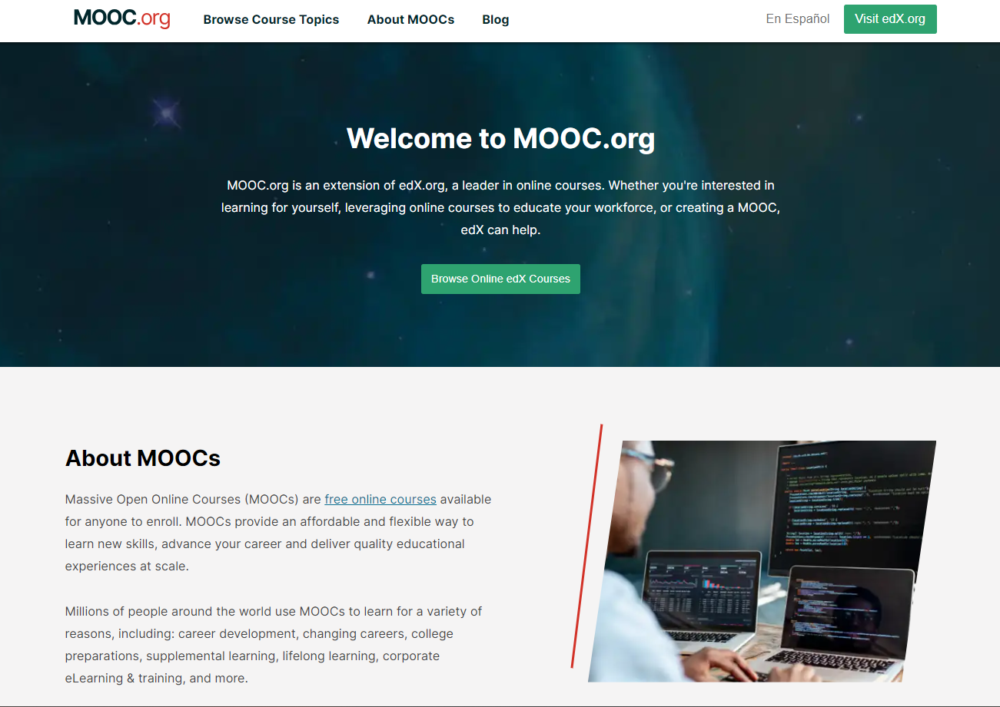 MOOC.org
Browse Course Topics
About MOOCs
Blog
En Español
Visit edX.org
Welcome to MOOC.org
MOOC.org is an extension of edX.org, a leader in online courses. Whether you're interested in
learning for yourself, leveraging online courses to educate your workforce, or creating a MOOC,
edX can help.
Browse Online edX Courses
About MOOCs
Massive Open Online Courses (MOOCs) are free online courses available
for anyone to enroll. MOOCs provide an affordable and flexible way to
learn new skills, advance your career and deliver quality educational
experiences at scale.
Millions of people around the world use MOOCs to learn for a variety of
reasons, including: career development, changing careers, college
preparations, supplemental learning, lifelong learning, corporate
eLearning & training, and more.